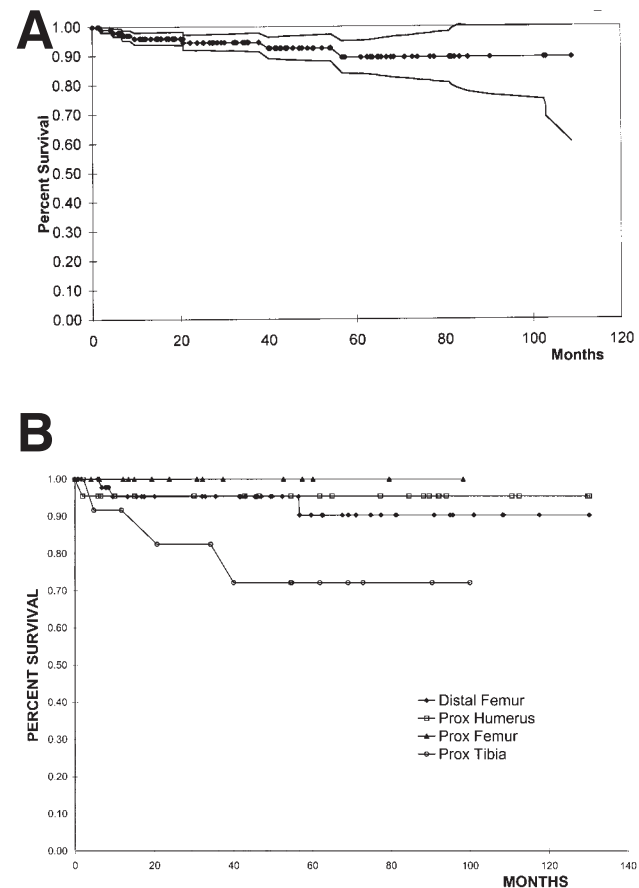 A
1.00
0.90
0.80
0.70
0.60
0.50
0.40
0.30
0.20
0.10
0.00
Percent Survival
0 20 40 60 80 100 120
Months
B
1.00
0.90
0.80
0.70
0.60
0.50
0.40
0.30
0.20
0.10
0.00
PERCENT SURVIVAL
Distal Femur
Prox Humerus
Prox Femur
Prox Tibia
0 20 40 60 80 100 120 140
MONTHS